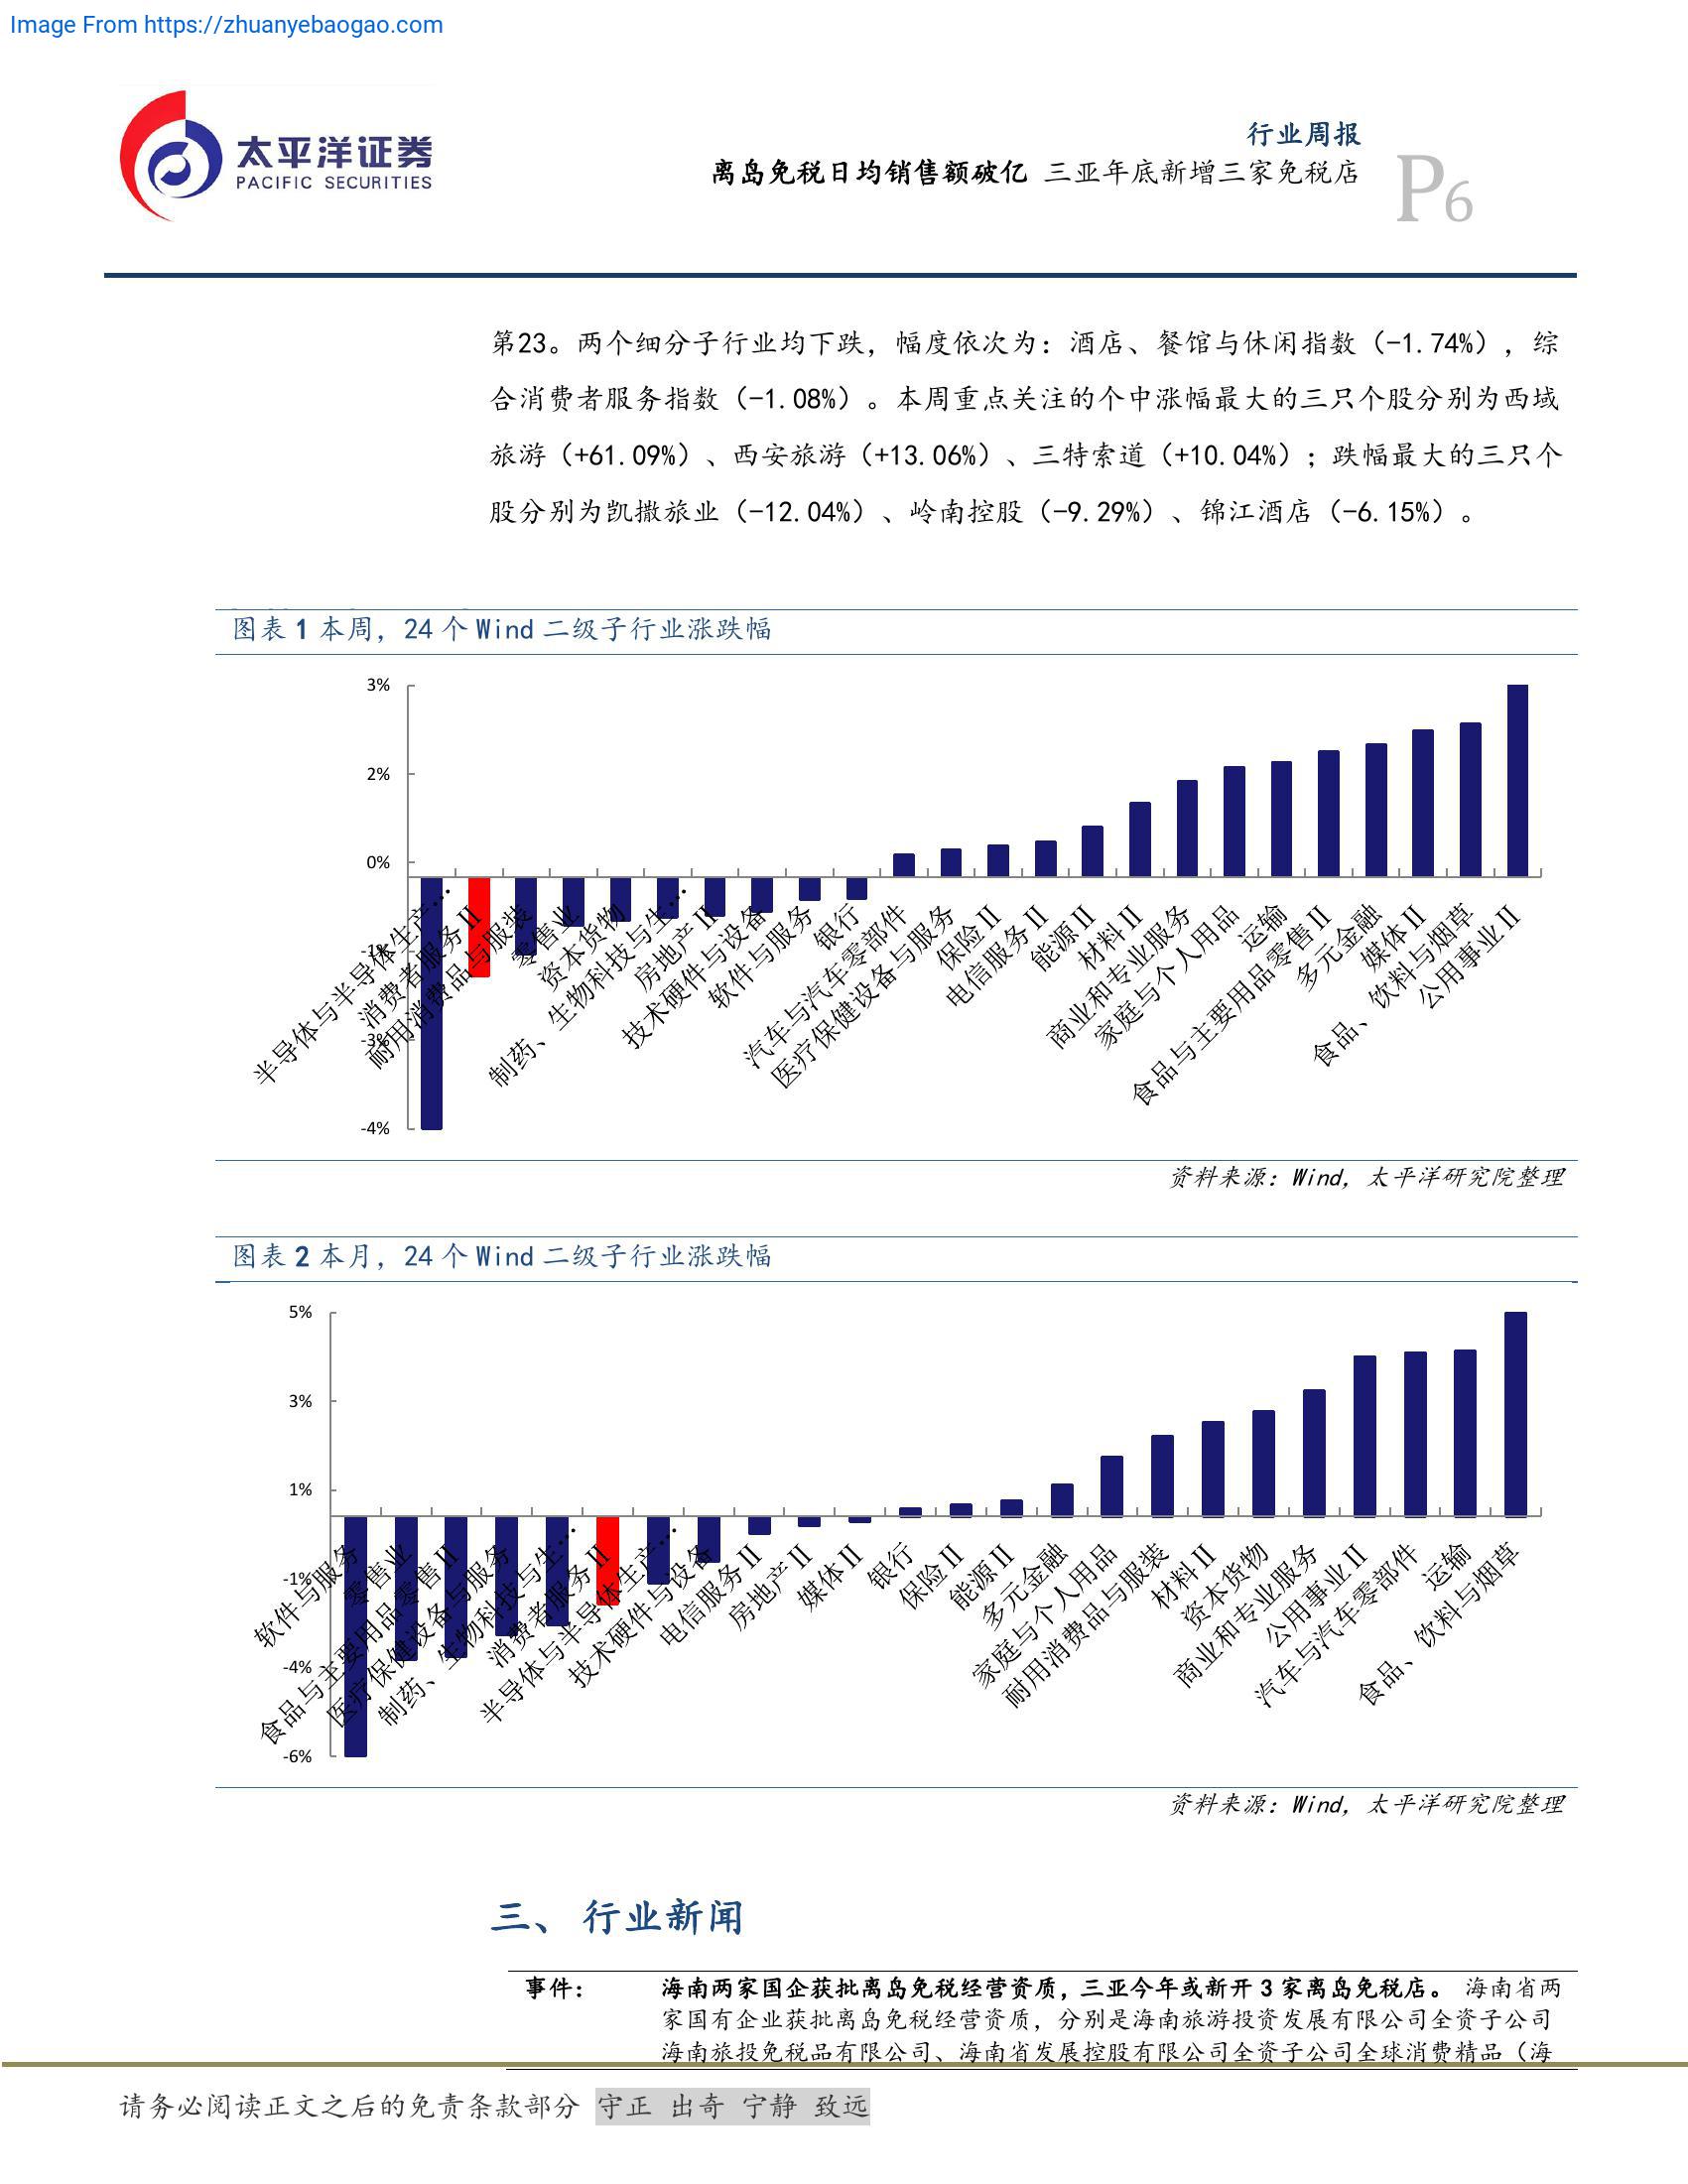 Image From https://zhuanyebaogao.com
太平洋证券
PACIFIC SECURITIES
行业周报
离岛免税日均销售额破亿 三亚年底新增三家免税店
P6
第23。两个细分子行业均下跌，幅度依次为：酒店、餐馆与休闲指数（-1.74%），综
合消费者服务指数（-1.08%）。本周重点关注的个中涨幅最大的三只个股分别为西域
旅游（+61.09%）、西安旅游（+13.06%）、三特索道（+10.04%）；跌幅最大的三只个
股分别为凯撒旅业（-12.04%）、岭南控股（-9.29%）、锦江酒店（-6.15%）。
图表 1 本周，24 个 Wind 二级子行业涨跌幅
3%
2%
0%
-1%
-3%
-4%
半导体与半导体生产…
消费者服务Ⅱ
耐用消费品与服装
零售业
资本货物
制药、生物科技与生…
房地产Ⅱ
技术硬件与设备
软件与服务
银行
汽车与汽车零部件
医疗保健设备与服务
保险Ⅱ
电信服务Ⅱ
能源Ⅱ
材料Ⅱ
商业和专业服务
家庭与个人用品
运输
食品与主要用品零售Ⅱ
多元金融
媒体Ⅱ
食品、饮料与烟草
公用事业Ⅱ
资料来源：Wind，太平洋研究院整理
图表 2 本月，24 个 Wind 二级子行业涨跌幅
5%
3%
1%
-1%
-4%
-6%
软件与服务
零售业
食品与主要用品零售Ⅱ
医疗保健设备与服务
制药、生物科技与生…
消费者服务Ⅱ
半导体与半导体生产…
技术硬件与设备
电信服务Ⅱ
房地产Ⅱ
媒体Ⅱ
银行
保险Ⅱ
能源Ⅱ
多元金融
家庭与个人用品
耐用消费品与服装
材料Ⅱ
资本货物
商业和专业服务
公用事业Ⅱ
汽车与汽车零部件
运输
食品、饮料与烟草
资料来源：Wind，太平洋研究院整理
三、 行业新闻
事件： 海南两家国企获批离岛免税经营资质，三亚今年或新开 3 家离岛免税店。 海南省两
家国有企业获批离岛免税经营资质，分别是海南旅游投资发展有限公司全资子公司
海南旅投免税品有限公司、海南省发展控股有限公司全资子公司全球消费精品（海
请务必阅读正文之后的免责条款部分 守正 出奇 宁静 致远